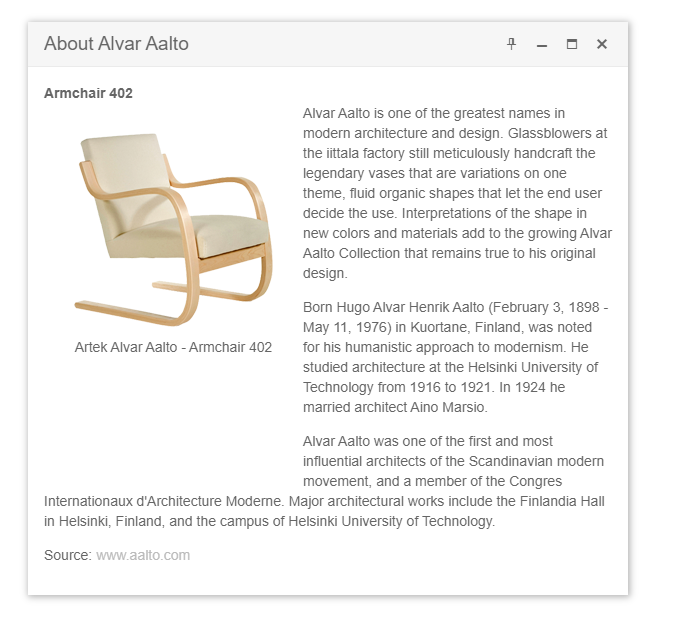 About Alvar Aalto
Armchair 402
Artek Alvar Aalto - Armchair 402
Alvar Aalto is one of the greatest names in
modern architecture and design. Glassblowers at
the iittala factory still meticulously handcraft the
legendary vases that are variations on one
theme, fluid organic shapes that let the end user
decide the use. Interpretations of the shape in
new colors and materials add to the growing Alvar
Aalto Collection that remains true to his original
design.
Born Hugo Alvar Henrik Aalto (February 3, 1898 -
May 11, 1976) in Kuortane, Finland, was noted
for his humanistic approach to modernism. He
studied architecture at the Helsinki University of
Technology from 1916 to 1921. In 1924 he
married architect Aino Marsio.
Alvar Aalto was one of the first and most
influential architects of the Scandinavian modern
movement, and a member of the Congres
Internationaux d'Architecture Moderne. Major architectural works include the Finlandia Hall
in Helsinki, Finland, and the campus of Helsinki University of Technology.
Source: www.aalto.com